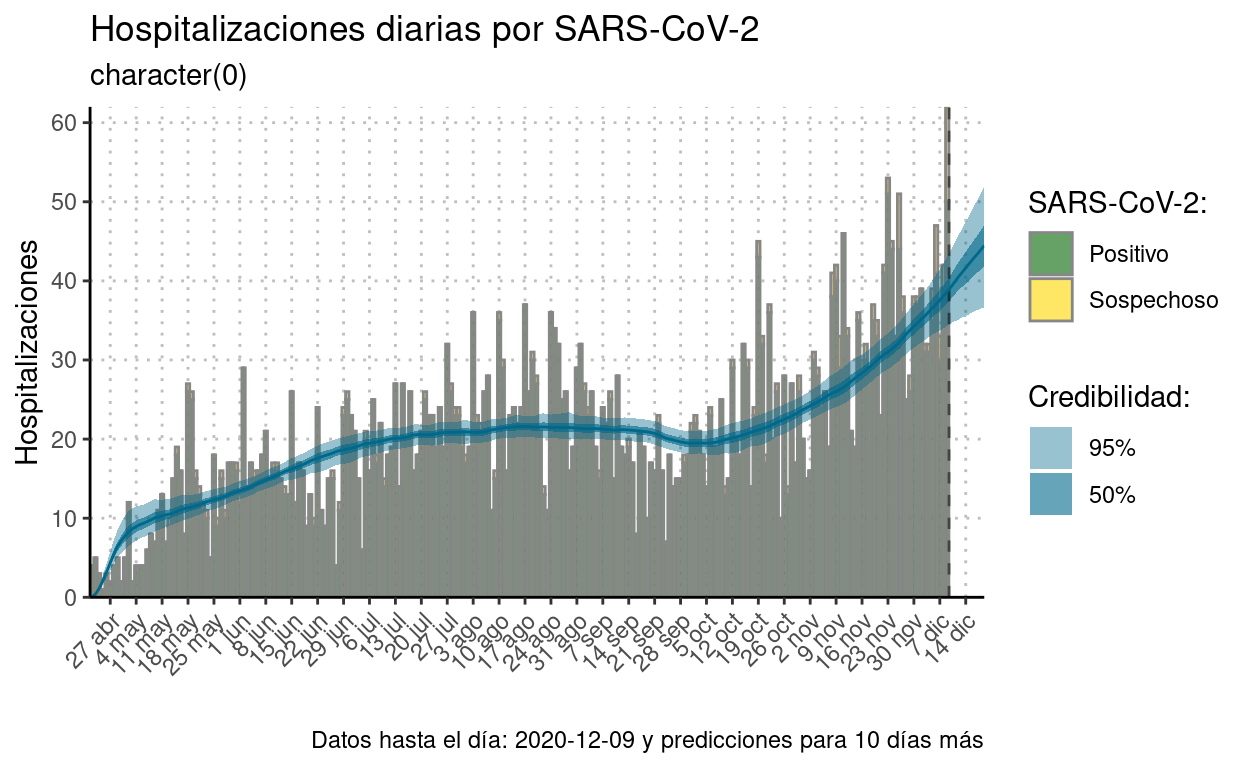 Hospitalizaciones diarias por SARS-CoV-2
character(0)
Hospitalizaciones
60
50
40
30
20
10
0
27 abr
4 may
11 may
18 may
25 may
1 jun
8 jun
15 jun
22 jun
29 jun
6 jul
13 jul
20 jul
27 jul
3 ago
10 ago
17 ago
24 ago
31 ago
7 sep
14 sep
21 sep
28 sep
5 oct
12 oct
19 oct
26 oct
2 nov
9 nov
16 nov
23 nov
30 nov
7 dic
14 dic
SARS-CoV-2:
Positivo
Sospechoso
Credibilidad:
95%
50%
Datos hasta el día: 2020-12-09 y predicciones para 10 días más